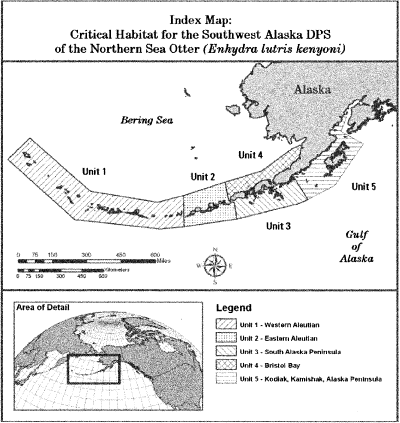 Index Map:
Critical Habitat for the Southwest Alaska DPS
of the Northern Sea Otter (Enhydra lutris kenyoni)
Alaska
Bering Sea
Unit 1
Unit 2
Unit 4
Unit 5
Unit 3
Gulf
of
Alaska
N
W E
S
0 75 150 300 450 600
Miles
0 75 150 300 450 600
Kilometers
Area of Detail
Legend
Unit 1 - Western Aleutian
Unit 2 - Eastern Aleutian
Unit 3 - South Alaska Peninsula
Unit 4 - Bristol Bay
Unit 5 - Kodiak, Kamishak, Alaska Peninsula